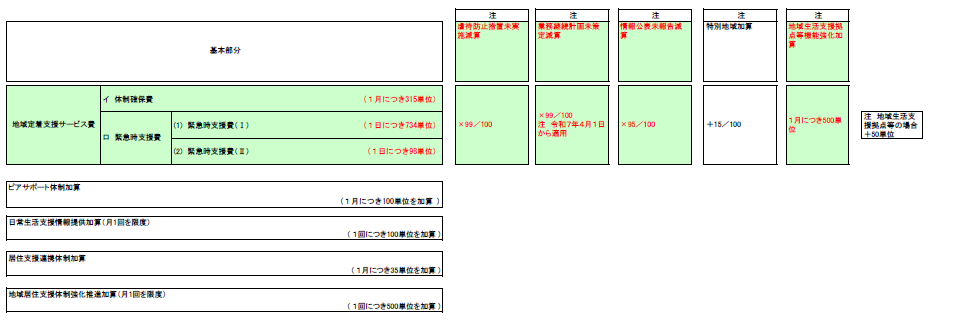 基本部分
注
虐待防止措置未実
施減算
注
業務継続計画未策
定減算
注
情報公表未報告減
算
注
特別地域加算
注
地域生活支援拠
点等機能強化加
算
地域定着支援サービス費
イ 体制確保費
(1月につき315単位)
ロ 緊急時支援費
(1) 緊急時支援費(Ⅰ)
(1日につき734単位)
(2) 緊急時支援費(Ⅱ)
(1日につき98単位)
×99/100
×99/100
注 令和7年4月1日
から適用
×95/100
+15/100
1月につき500単
位
注 地域生活支
援拠点等の場合
+50単位
ピアサポート体制加算
(1月につき100単位を加算)
日常生活支援情報提供加算(月1回を限度)
(1回につき100単位を加算)
居住支援連携体制加算
(1月につき35単位を加算)
地域居住支援体制強化推進加算(月1回を限度)
(1回につき500単位を加算)